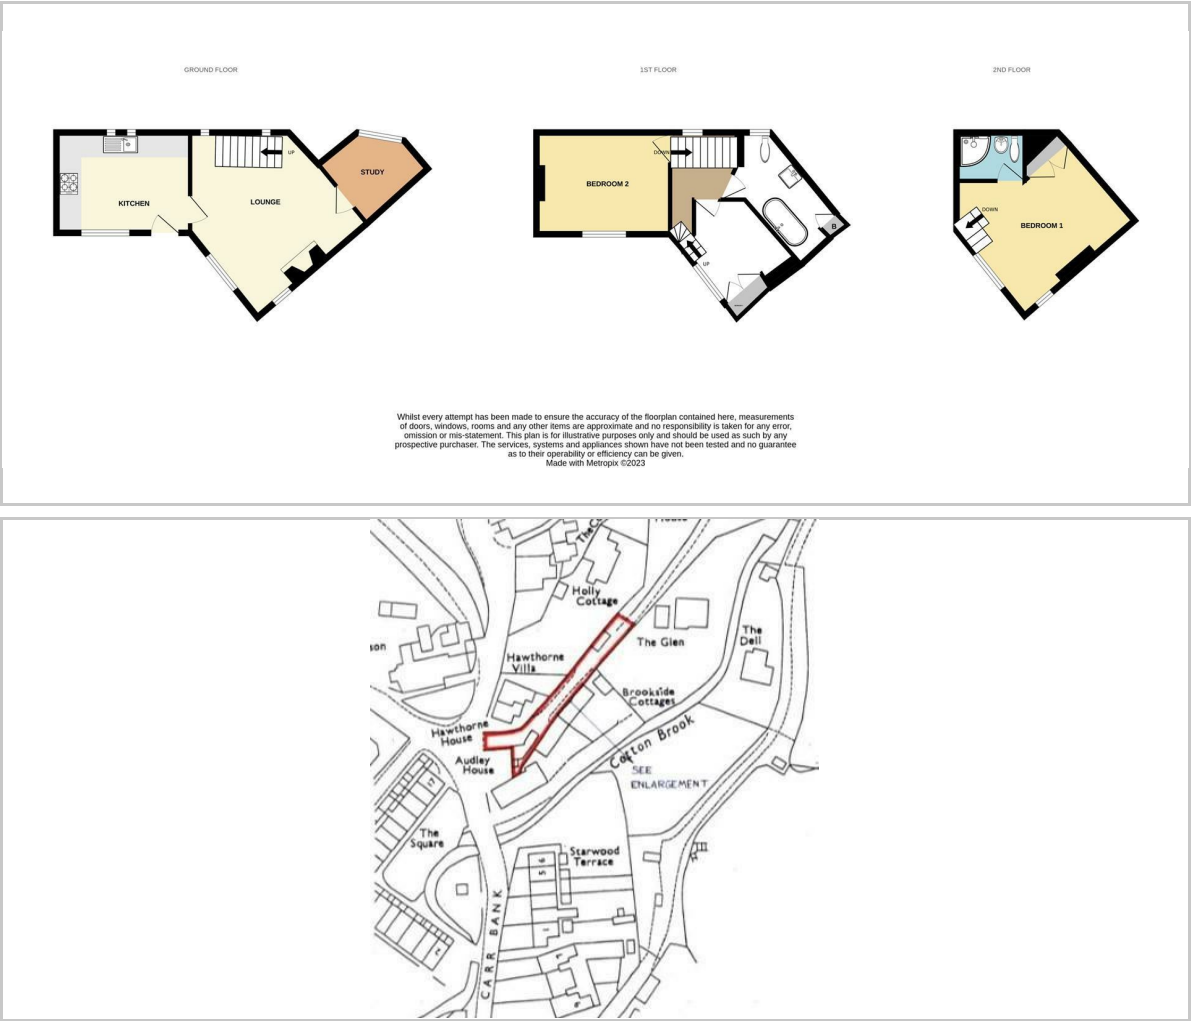 GROUND FLOOR
1ST FLOOR
2ND FLOOR
KITCHEN
LOUNGE
UP
STUDY
BEDROOM 2
DOWN
UP
B
DOWN
BEDROOM 1
Whilst every attempt has been made to ensure the accuracy of the floorplan contained here, measurements
of doors, windows, rooms and any other items are approximate and no responsibility is taken for any error,
omission or mis-statement. This plan is for illustrative purposes only and should be used as such by any
prospective purchaser. The services, systems and appliances shown have not been tested and no guarantee
as to their operability or efficiency can be given.
Made with Metropix ©2023
Holly
Cottage
The Glen
The
Dell
Hawthorne
Villa
Brookside
Cottages
Hawthorne
House
Audley
House
Cotton Brook
SEE
ENLARGEMENT
17
The
Square
Starwood
Terrace
6
5
1
CARR BANK